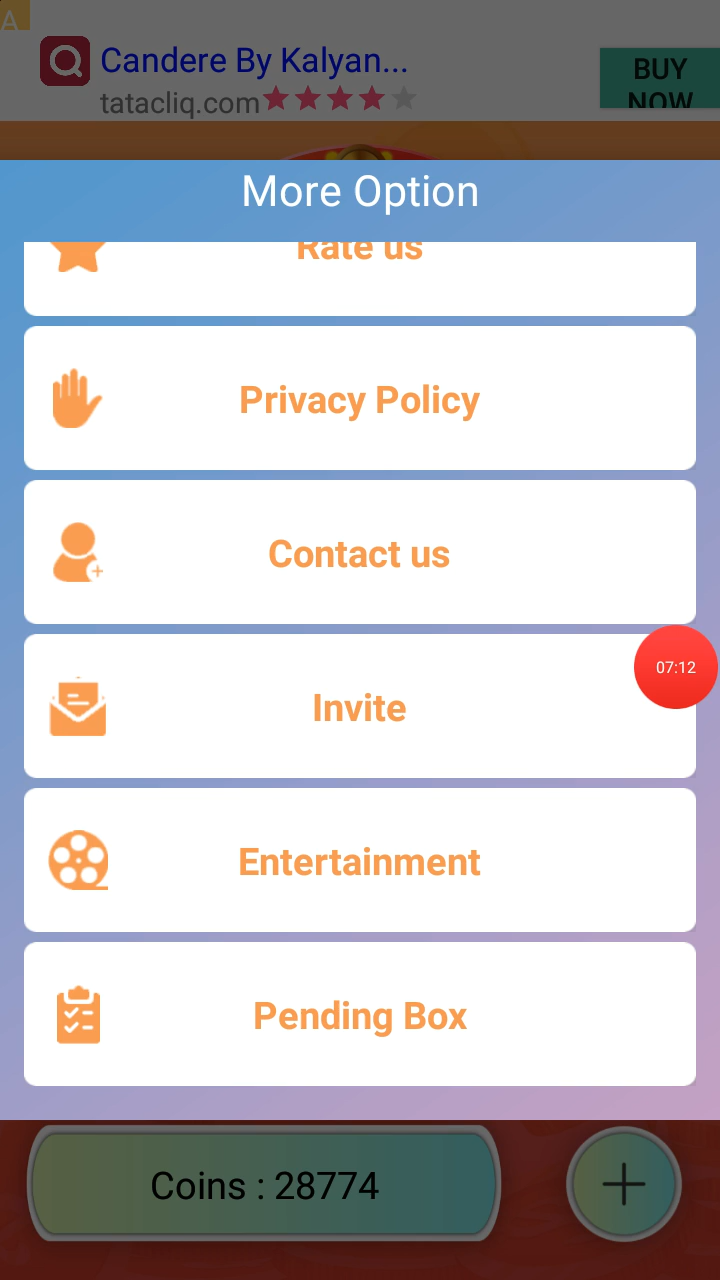 A
Candere By Kalyan...
tatacliq.com
BUY
NOW
More Option
Rate us
Privacy Policy
Contact us
Invite
07:12
Entertainment
Pending Box
Coins : 28774